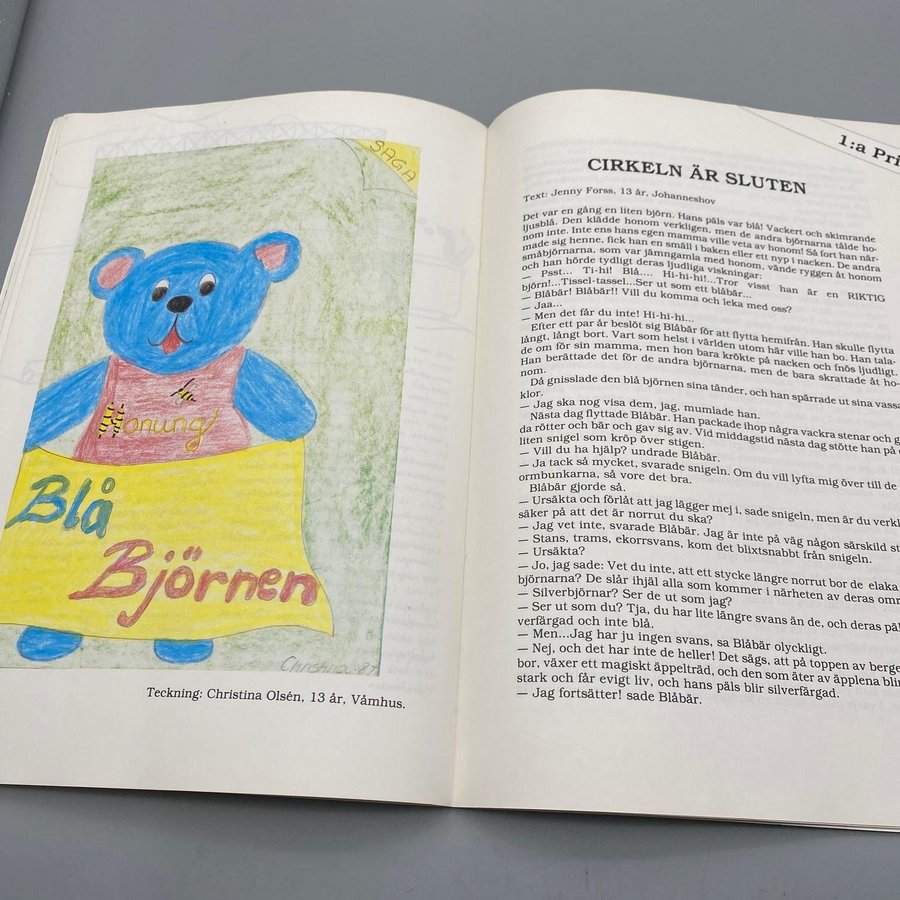 SAGA
Honung!
Blå
Björnen
Christina 87
Teckning: Christina Olsén, 13 år, Våmhus.
1:a Pri
CIRKELN ÄR SLUTEN
Text: Jenny Forss, 13 år, Johanneshov
Det var en gång en liten björn. Hans päls var blå! Vackert och skimrande
ljusblå. Den klädde honom verkligen, men de andra björnarna tålde ho-
nom inte. Inte ens hans egen mamma ville veta av honom! Så fort han när-
made sig henne, fick han en smäll i baken eller ett nyp i nacken. De andra
småbjörnarna, som var jämngamla med honom, vände ryggen åt honom
och han hörde tydligt deras ljudliga viskningar:
— Psst... Ti-hi! Blå.... Hi-hi-hi!...Tror visst han är en RIKTIG
björn!...Tissel-tassel...Ser ut som ett blåbär...
— Blåbär! Blåbär!! Vill du komma och leka med oss?
— Jaa...
— Men det får du inte! Hi-hi-hi...
Efter ett par år beslöt sig Blåbär för att flytta hemifrån. Han skulle flytta
långt, långt bort. Vart som helst i världen utom här ville han bo. Han tala-
de om för sin mamma, men hon bara krökte på nacken och fnös ljudligt.
Han berättade det för de andra björnarna, men de bara skrattade åt ho-
nom.
Då gnisslade den blå björnen sina tänder, och han spärrade ut sina vassa
klor.
— Jag ska nog visa dem, jag, mumlade han.
Nästa dag flyttade Blåbär. Han packade ihop några vackra stenar och g
da rötter och bär och gav sig av. Vid middagstid nästa dag stötte han på
liten snigel som kröp över stigen.
— Vill du ha hjälp? undrade Blåbär.
— Ja tack så mycket, svarade snigeln. Om du vill lyfta mig över till de
ormbunkarna, så vore det bra.
Blåbär gjorde så.
— Ursäkta och förlåt att jag lägger mej i, sade snigeln, men är du verkl
säker på att det är norrut du ska?
— Jag vet inte, svarade Blåbär. Jag är inte på väg någon särskild st
— Stans, trams, ekorrsvans, kom det blixtsnabbt från snigeln.
— Ursäkta?
— Jo, jag sade: Vet du inte, att ett stycke längre norrut bor de elaka
björnarna? De slår ihjäl alla som kommer i närheten av deras omr
— Silverbjörnar? Ser de ut som jag?
— Ser ut som du? Tja, du har lite längre svans än de, och deras päl
verfärgad och inte blå.
— Men...Jag har ju ingen svans, sa Blåbär olyckligt.
— Nej, och det har inte de heller! Det sägs, att på toppen av berge
bor, växer ett magiskt äppelträd, och den som äter av äpplena blir
stark och får evigt liv, och hans päls blir silverfärgad.
— Jag fortsätter! sade Blåbär.